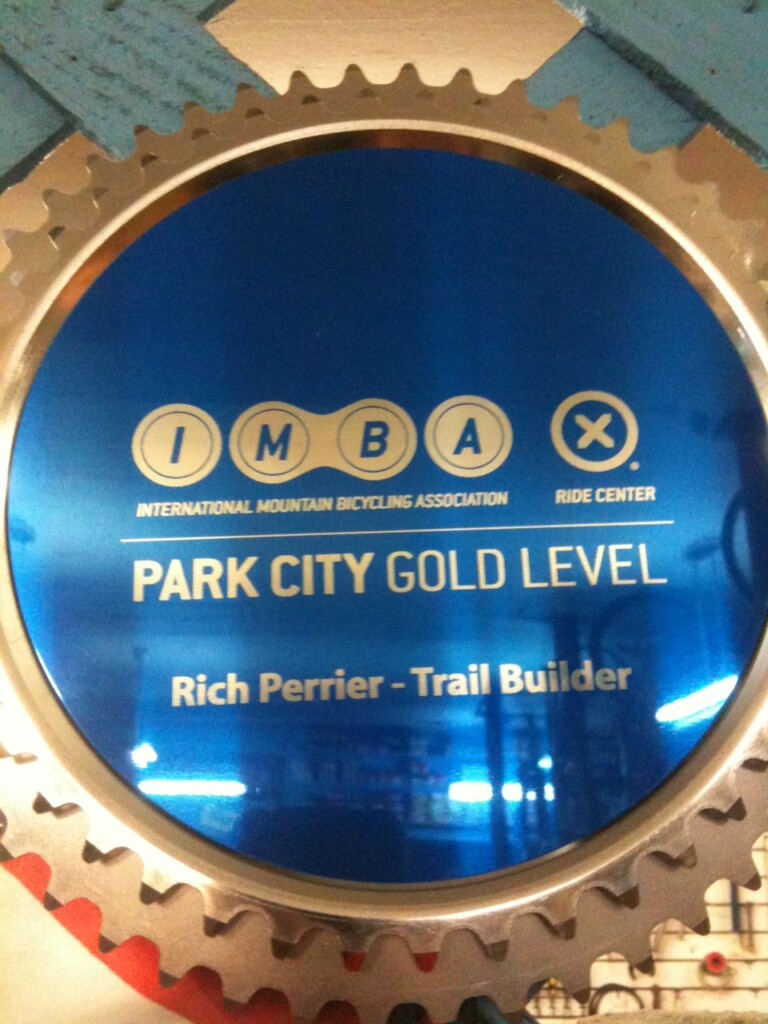 IMBA
INTERNATIONAL MOUNTAIN BICYCLING ASSOCIATION
X
RIDE CENTER
PARK CITY GOLD LEVEL
Rich Perrier - Trail Builder